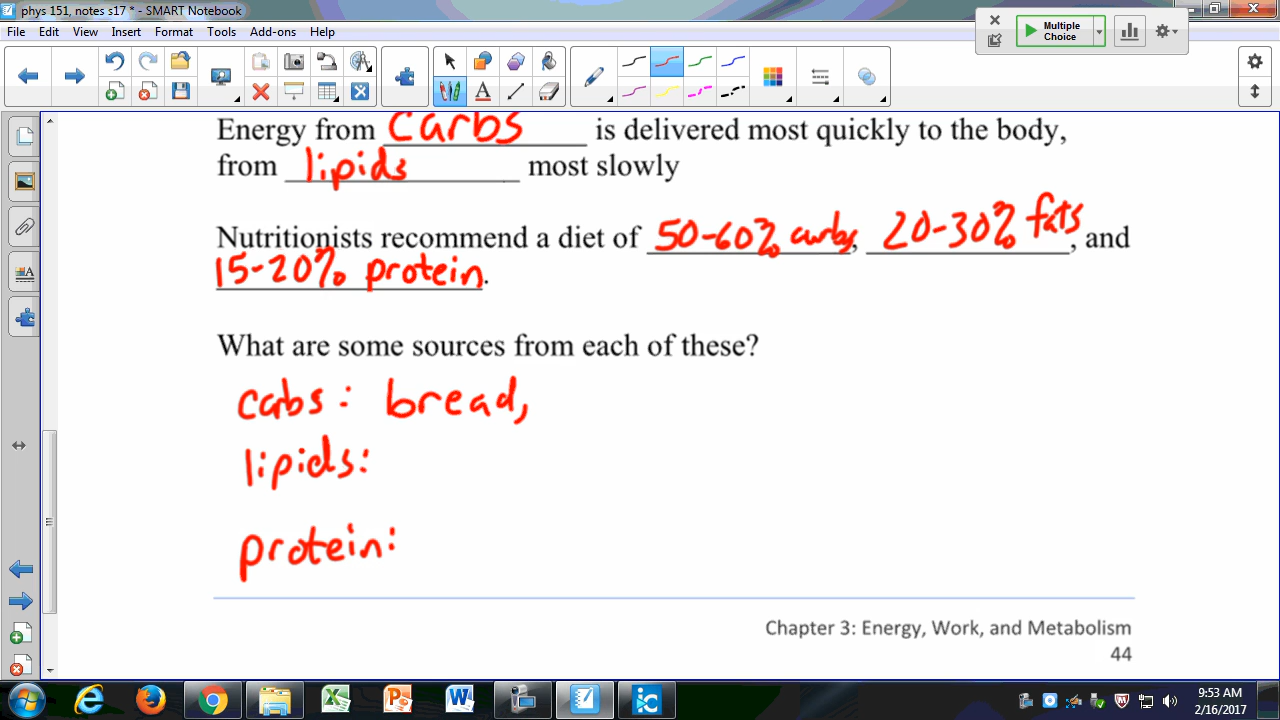 phys 151, notes s17 * - SMART Notebook
File Edit View Insert Format Tools Add-ons Help
Multiple Choice
Energy from carbs is delivered most quickly to the body,
from lipids most slowly
Nutritionists recommend a diet of 50-60% carbs, 20-30% fats, and
15-20% protein.
What are some sources from each of these?
cabs: bread,
lipids:
protein:
Chapter 3: Energy, Work, and Metabolism
44
9:53 AM
2/16/2017